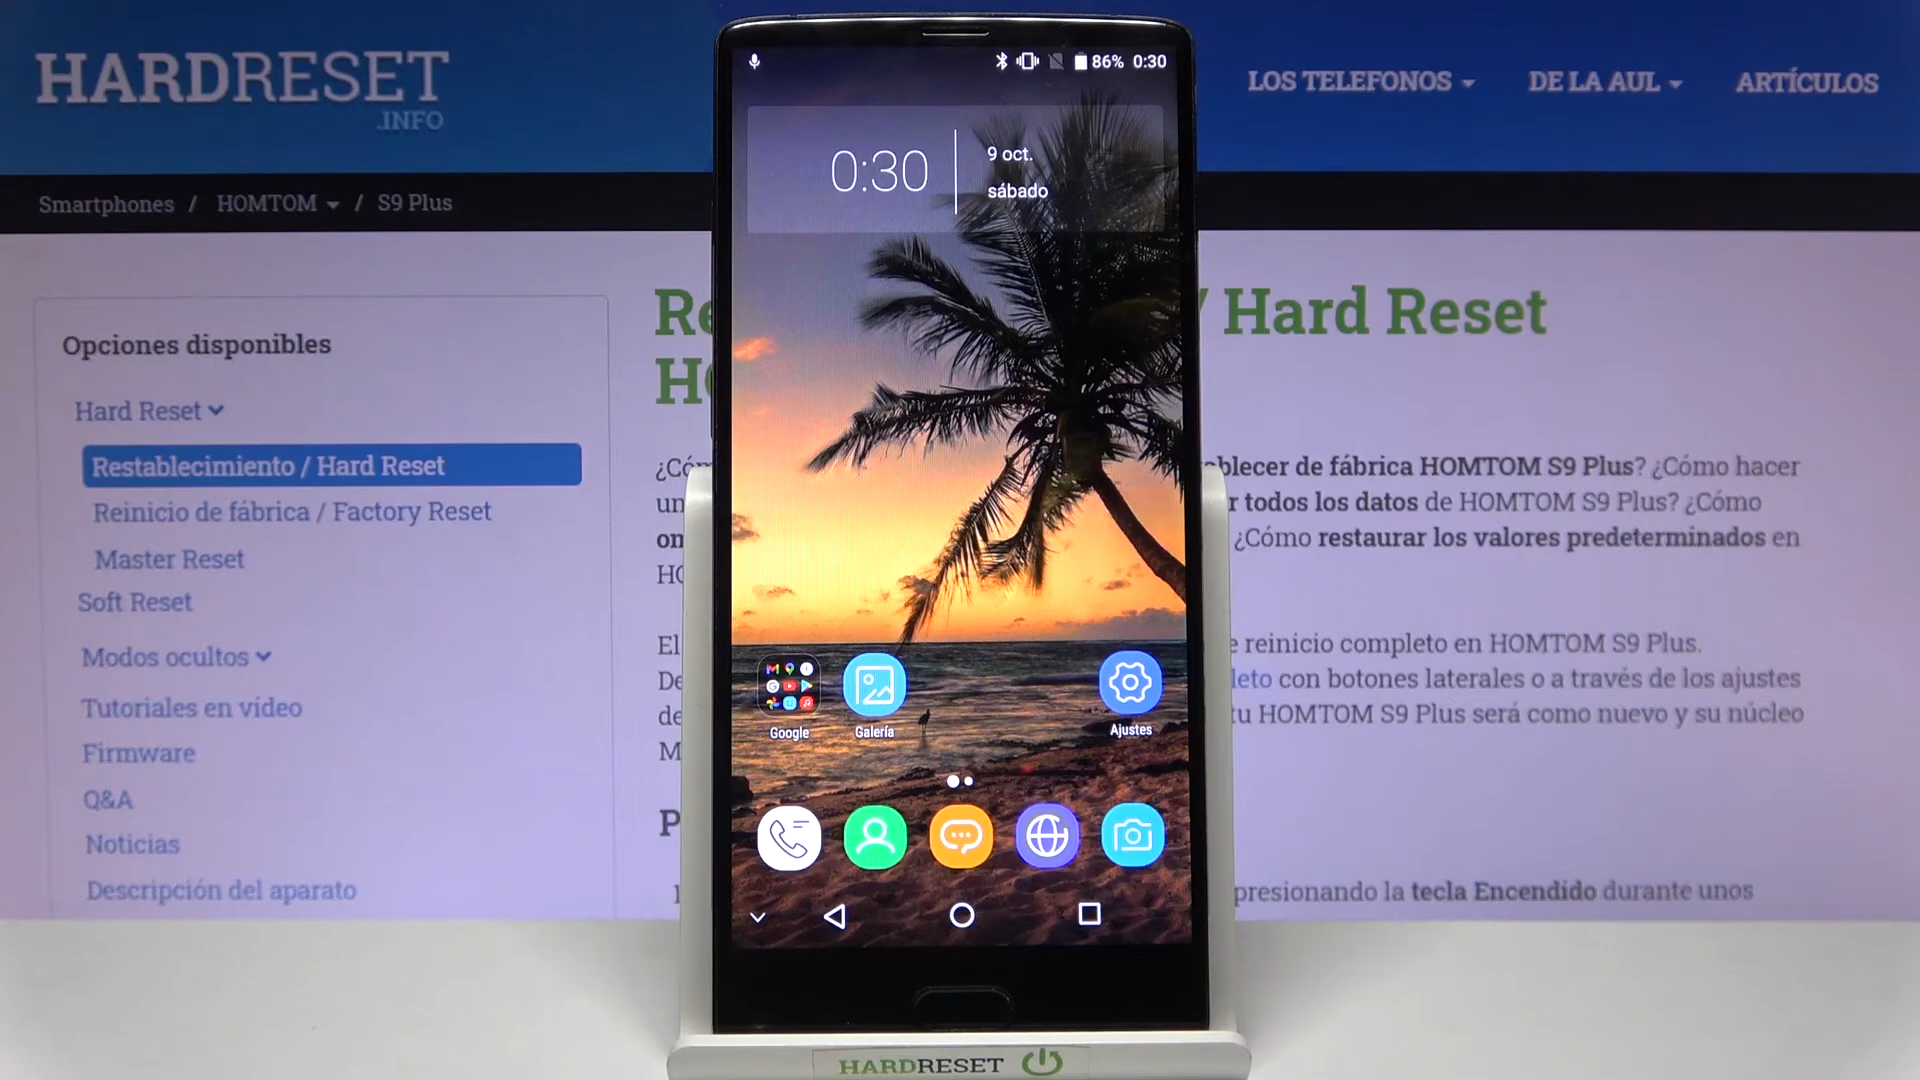 HARDRESET
.INFO
LOS TELEFONOS
DE LA AUL
ARTÍCULOS
Smartphones / HOMTOM / S9 Plus
86% 0:30
0:30
9 oct.
sábado
Opciones disponibles
Hard Reset
Restablecimiento / Hard Reset
Reinicio de fábrica / Factory Reset
Master Reset
Soft Reset
Modos ocultos
Tutoriales en vídeo
Firmware
Q&A
Noticias
Descripción del aparato
/ Hard Reset
de fábrica HOMTOM S9 Plus? ¿Cómo hacer
todos los datos de HOMTOM S9 Plus? ¿Cómo
¿Cómo restaurar los valores predeterminados en
El
reinicio completo en HOMTOM S9 Plus.
con botones laterales o a través de los ajustes
tu HOMTOM S9 Plus será como nuevo y su núcleo
presionando la tecla Encendido durante unos
Google
Galería
Ajustes
HARDRESET